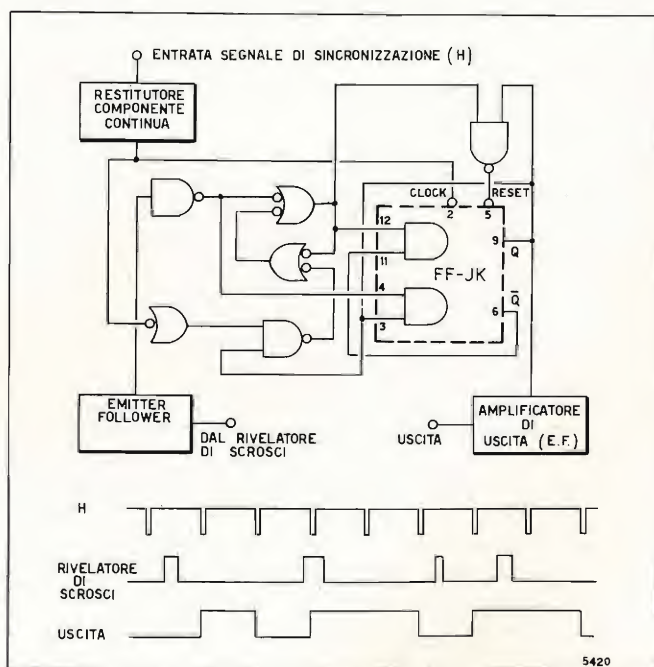 ENTRATA SEGNALE DI SINCRONIZZAZIONE (H)
RESTITUTORE
COMPONENTE
CONTINUA
CLOCK
RESET
2
5
12
11
4
3
9
Q
FF-JK
Q̅
6
EMITTER
FOLLOWER
DAL RIVELATORE
DI SCROSCI
USCITA
AMPLIFICATORE
DI
USCITA (E.F.)
H
RIVELATORE
DI
SCROSCI
USCITA
5420